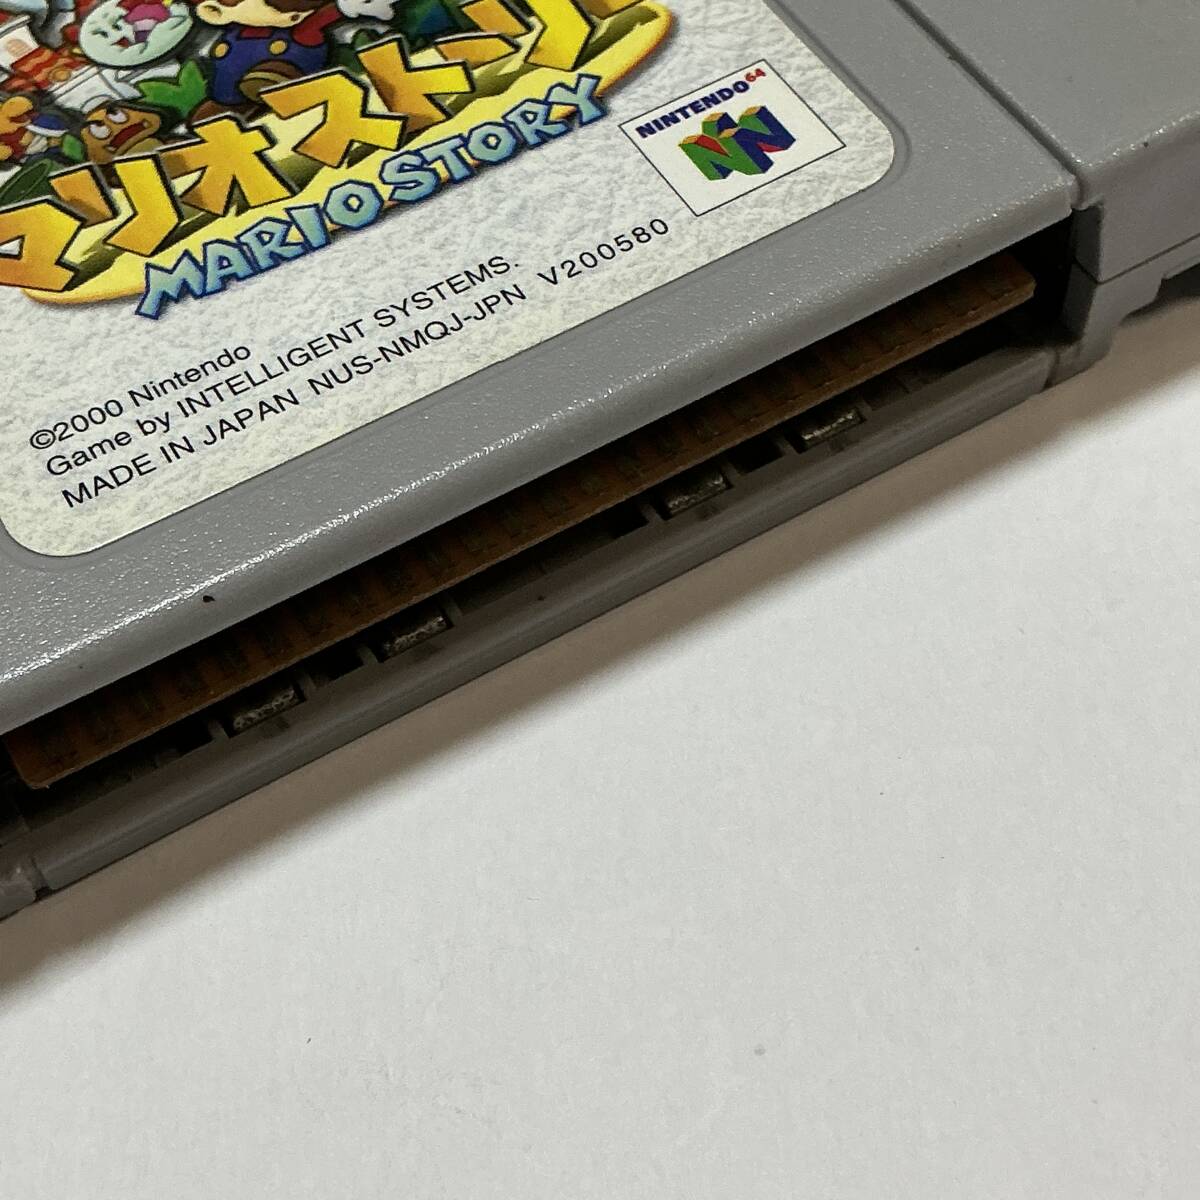 マリオストーリー
MARIO STORY
NINTENDO64
©2000 Nintendo
Game by INTELLIGENT SYSTEMS.
MADE IN JAPAN NUS-NMQJ-JPN V200580